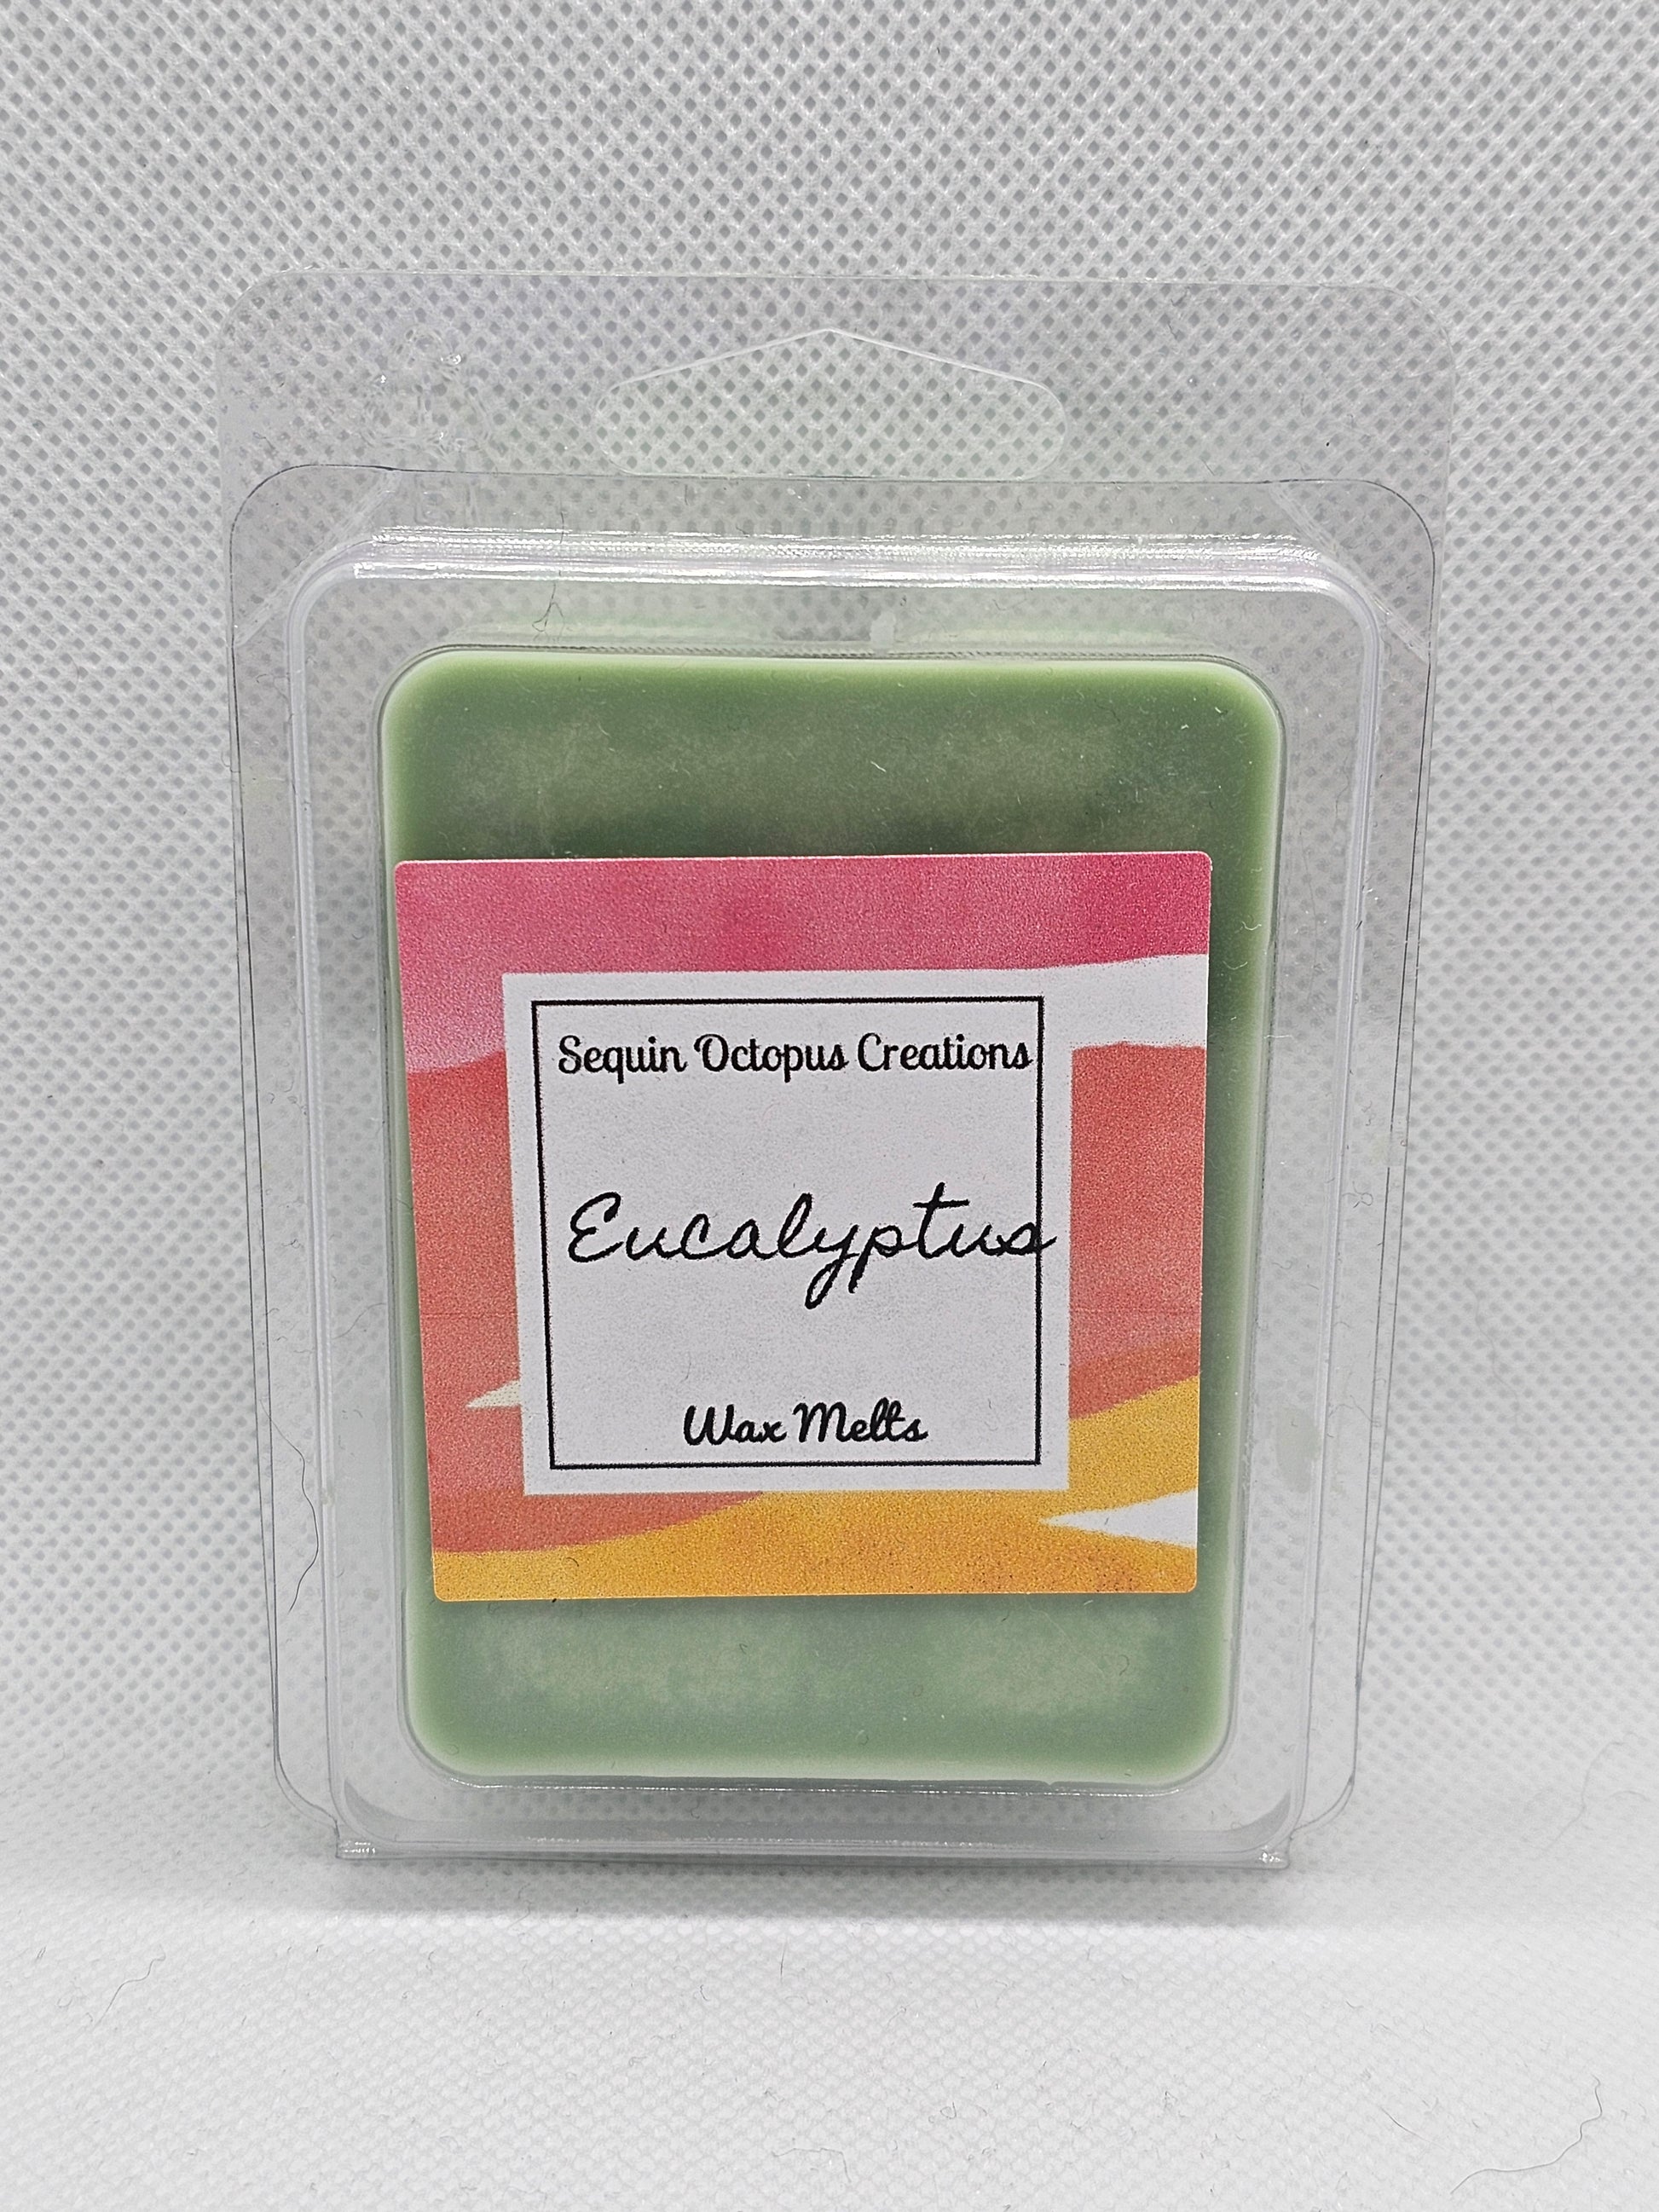 Sequin Octopus Creations
Eucalyptus
Wax Melts